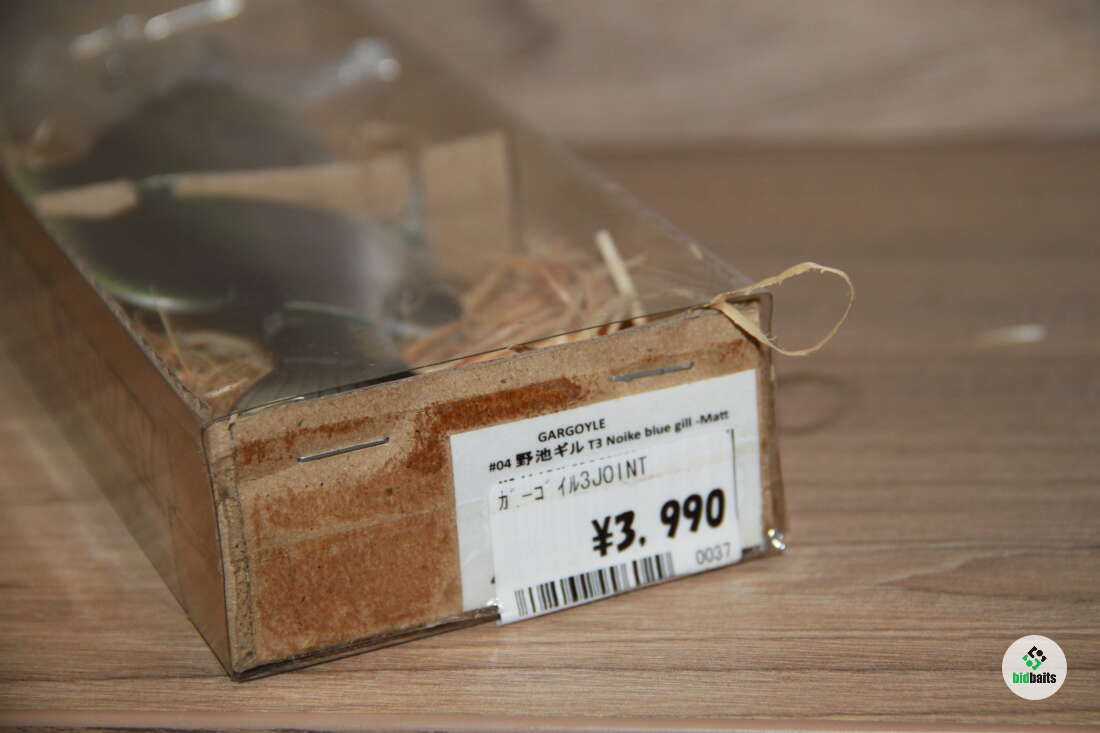 GARGOYLE
#04 野池ギル T3 Noike blue gill -Matt
ｶﾞｰｺﾞｲﾙ3JOINT
¥3,990
0037
bidbaits